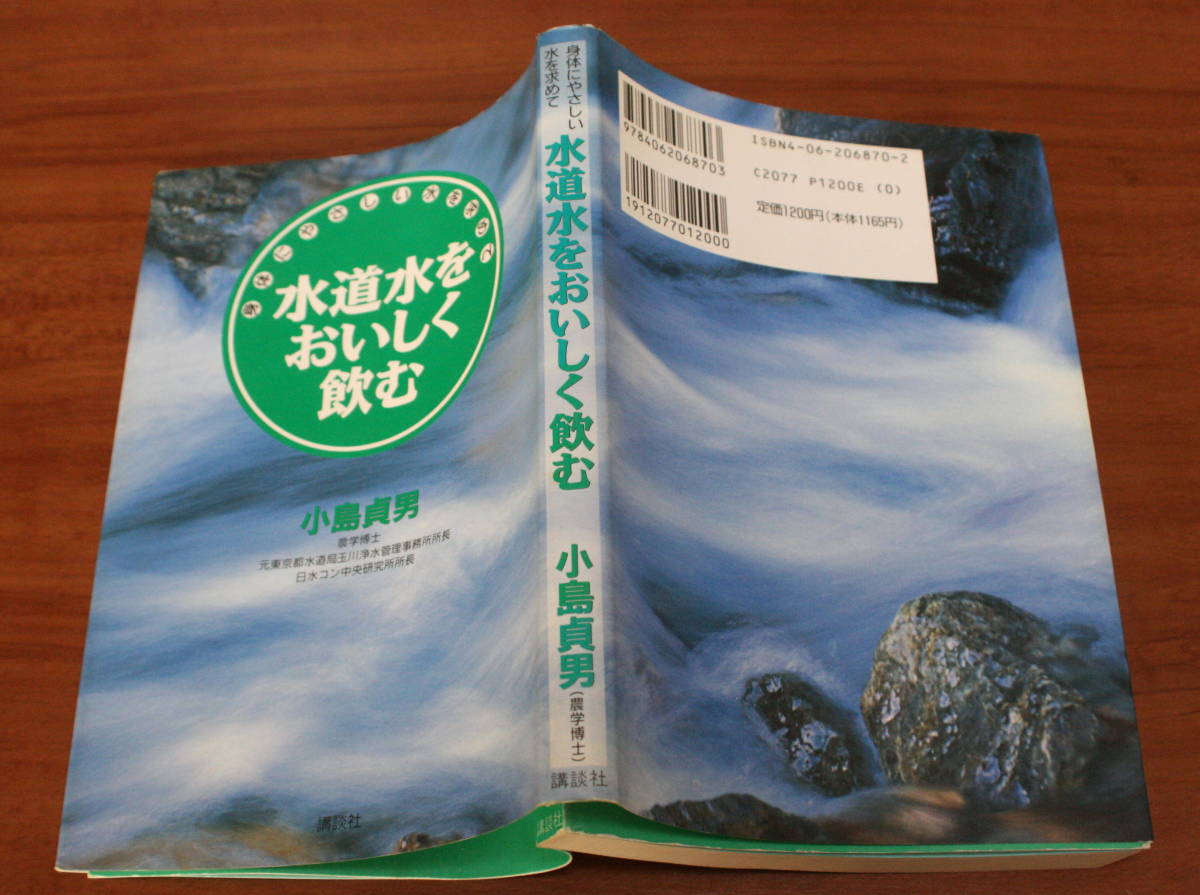 身体にやさしい水を求めて
水道水を
おいしく
飲む
小島貞男
農学博士
元東京都水道局玉川浄水管理事務所所長
日水コン中央研究所所長
講談社
身体にやさしい
水を求めて
水道水をおいしく飲む
小島貞男
(農学博士)
講談社
講談社
9784062068703
1912077012000
ISBN4-06-206870-2
C2077 P1200E (0)
定価1200円(本体1165円)